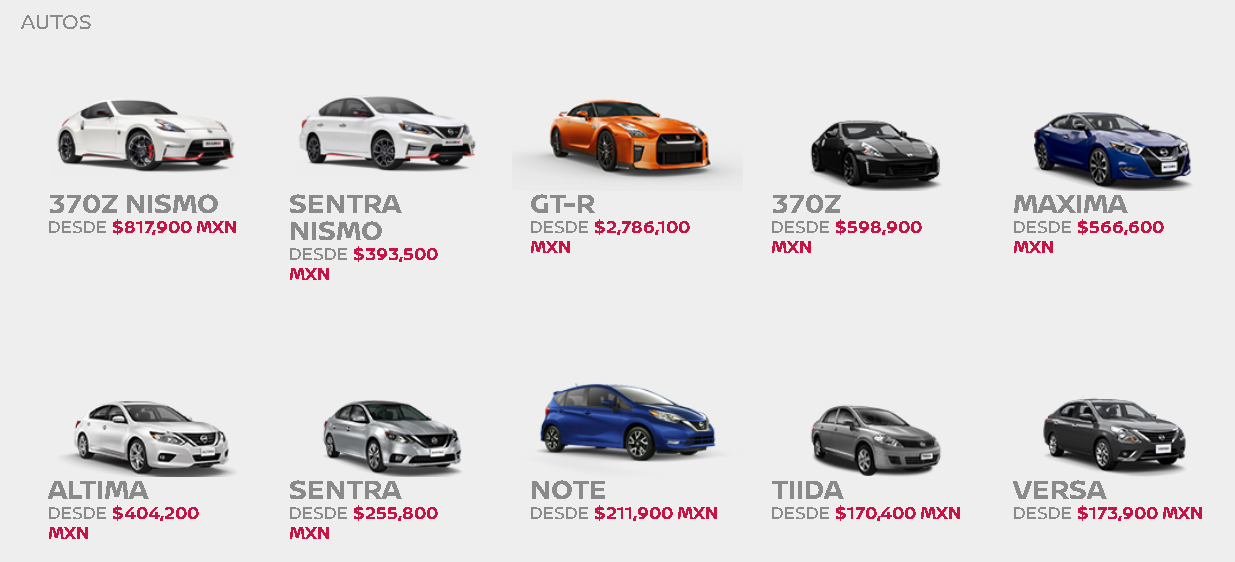 AUTOS
370Z NISMO
DESDE $817,900 MXN
SENTRA
NISMO
DESDE $393,500
MXN
GT-R
DESDE $2,786,100
MXN
370Z
DESDE $598,900
MXN
MAXIMA
DESDE $566,600
MXN
ALTIMA
DESDE $404,200
MXN
SENTRA
DESDE $255,800
MXN
NOTE
DESDE $211,900 MXN
TIIDA
DESDE $170,400 MXN
VERSA
DESDE $173,900 MXN